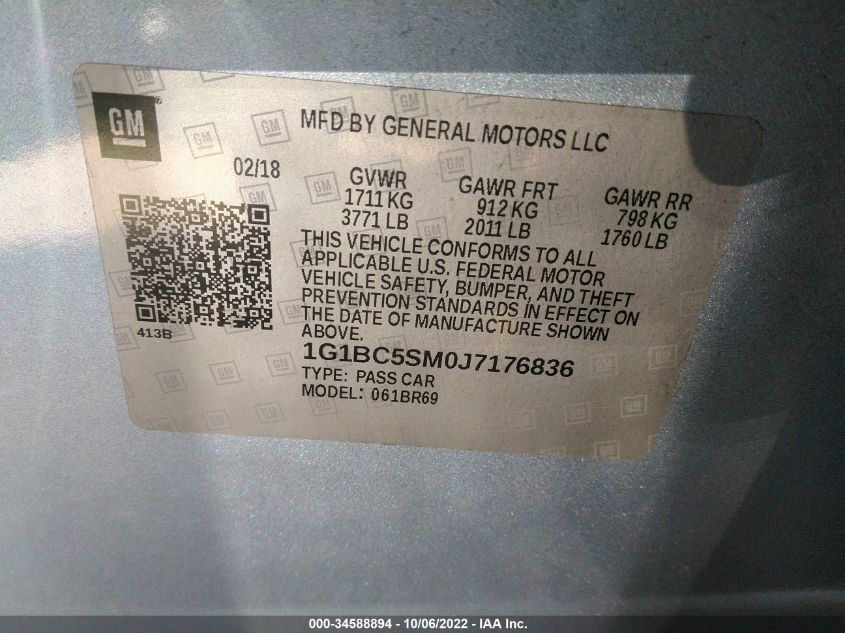 GM
®
MFD BY GENERAL MOTORS LLC
02/18
GVWR GAWR FRT GAWR RR
1711 KG 912 KG 798 KG
3771 LB 2011 LB 1760 LB
THIS VEHICLE CONFORMS TO ALL
APPLICABLE U.S. FEDERAL MOTOR
VEHICLE SAFETY, BUMPER, AND THEFT
PREVENTION STANDARDS IN EFFECT ON
THE DATE OF MANUFACTURE SHOWN
ABOVE.
413B
1G1BC5SM0J7176836
TYPE: PASS CAR
MODEL: 061BR69
000-34588894 - 10/06/2022 - IAA Inc.